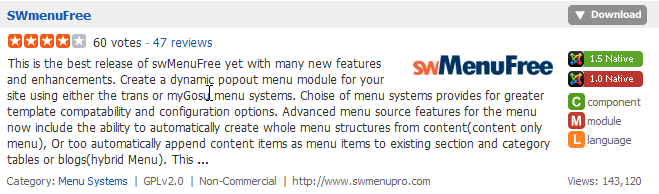 SWmenuFree
Download
60 votes - 47 reviews
This is the best release of swMenuFree yet with many new features
and enhancements. Create a dynamic popout menu module for your
site using either the trans or myGosu menu systems. Choise of menu systems provides for greater
template compatability and configuration options. Advanced menu source features for the menu
now include the ability to automatically create whole menu structures from content(content only
menu), Or too automatically append content items as menu items to existing section and category
tables or blogs(hybrid Menu). This ...
swMenuFree
1.5 Native
1.0 Native
C component
M module
L language
Category: Menu Systems | GPLv2.0 | Non-Commercial | http://www.swmenupro.com
Views: 143,120